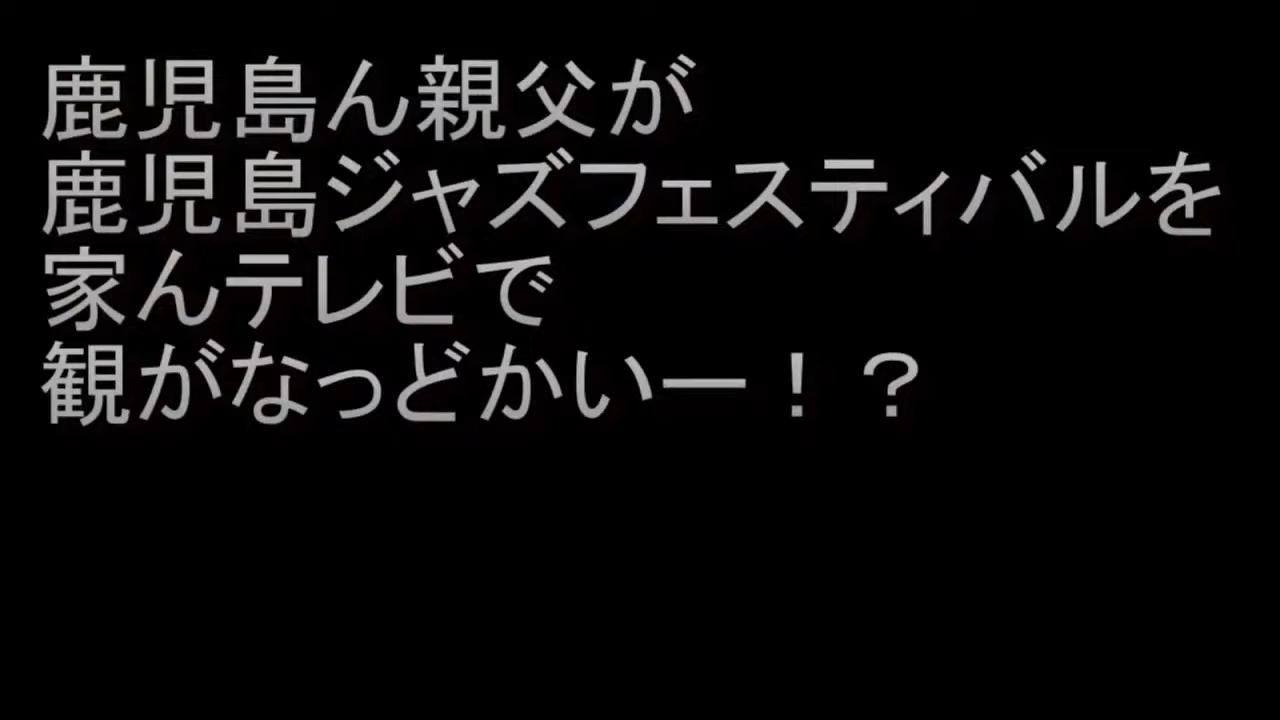 鹿児島ん親父が
鹿児島ジャズフェスティバルを
家んテレビで
観がなっどかいー！？